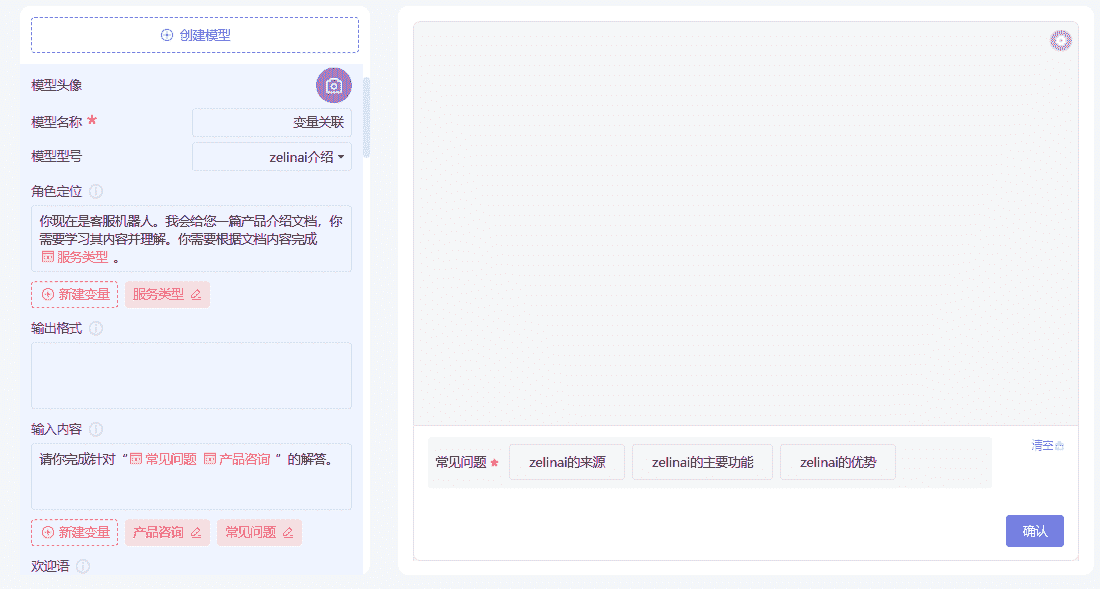 创建模型
模型头像
模型名称 *
变量关联
模型型号
zelinai介绍
角色定位
你现在是客服机器人。我会给您一篇产品介绍文档，你
需要学习其内容并理解。你需要根据文档内容完成
服务类型 。
新建变量 服务类型
输出格式
输入内容
请你完成针对“ 常见问题 产品咨询 ”的解答。
新建变量 产品咨询 常见问题
欢迎语
清空
常见问题 * zelinai的来源 zelinai的主要功能 zelinai的优势
确认